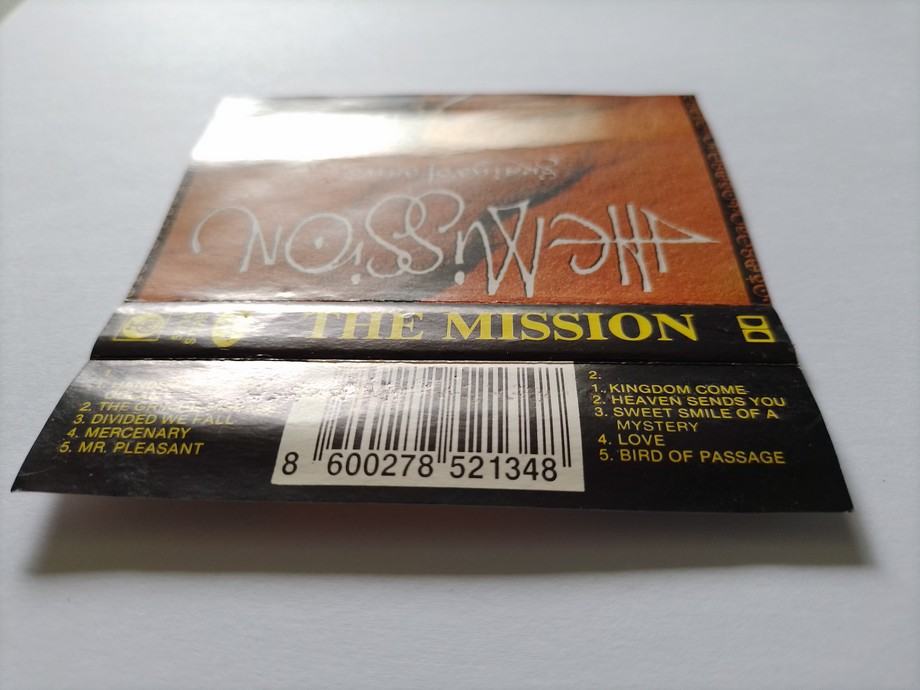 THE MISSION
THE MISSION
2. THE
3. DIVIDED WE FALL
4. MERCENARY
5. MR. PLEASANT
8 600278 521348
2.
1. KINGDOM COME
2. HEAVEN SENDS YOU
3. SWEET SMILE OF A
MYSTERY
4. LOVE
5. BIRD OF PASSAGE